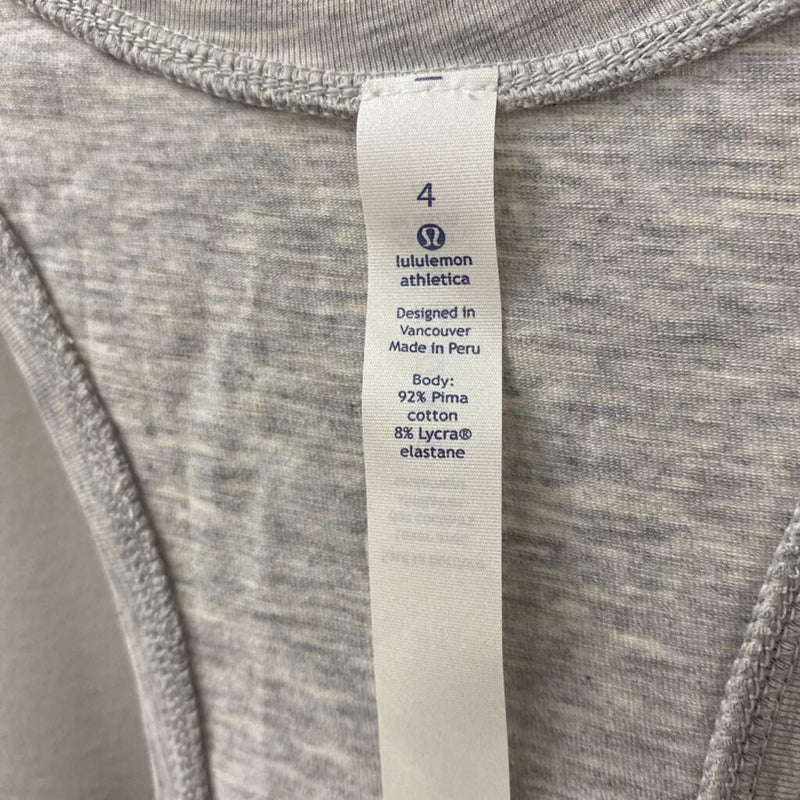 4
lululemon
athletica
Designed in
Vancouver
Made in Peru
Body:
92% Pima
cotton
8% Lycra®
elastane